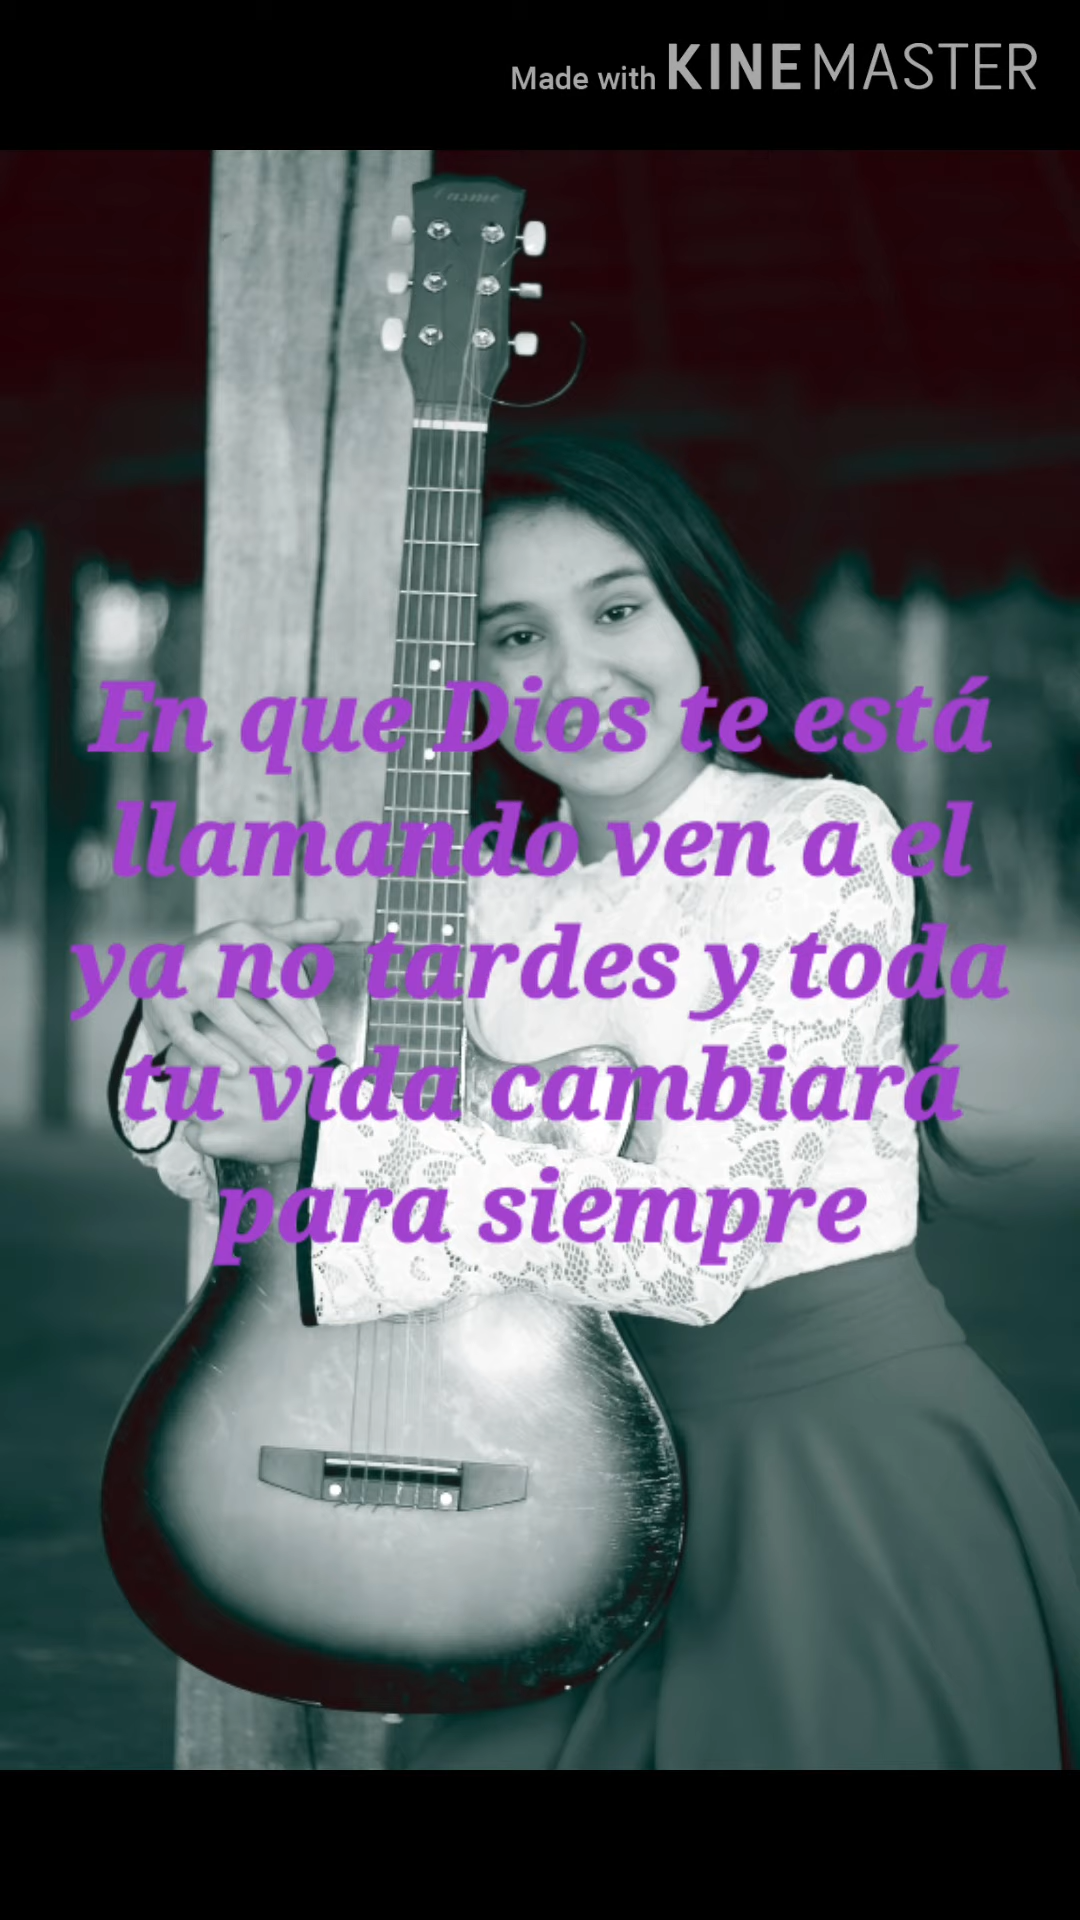 Made with KINEMASTER
En que Dios te está
llamando ven a el
ya no tardes y toda
tu vida cambiará
para siempre